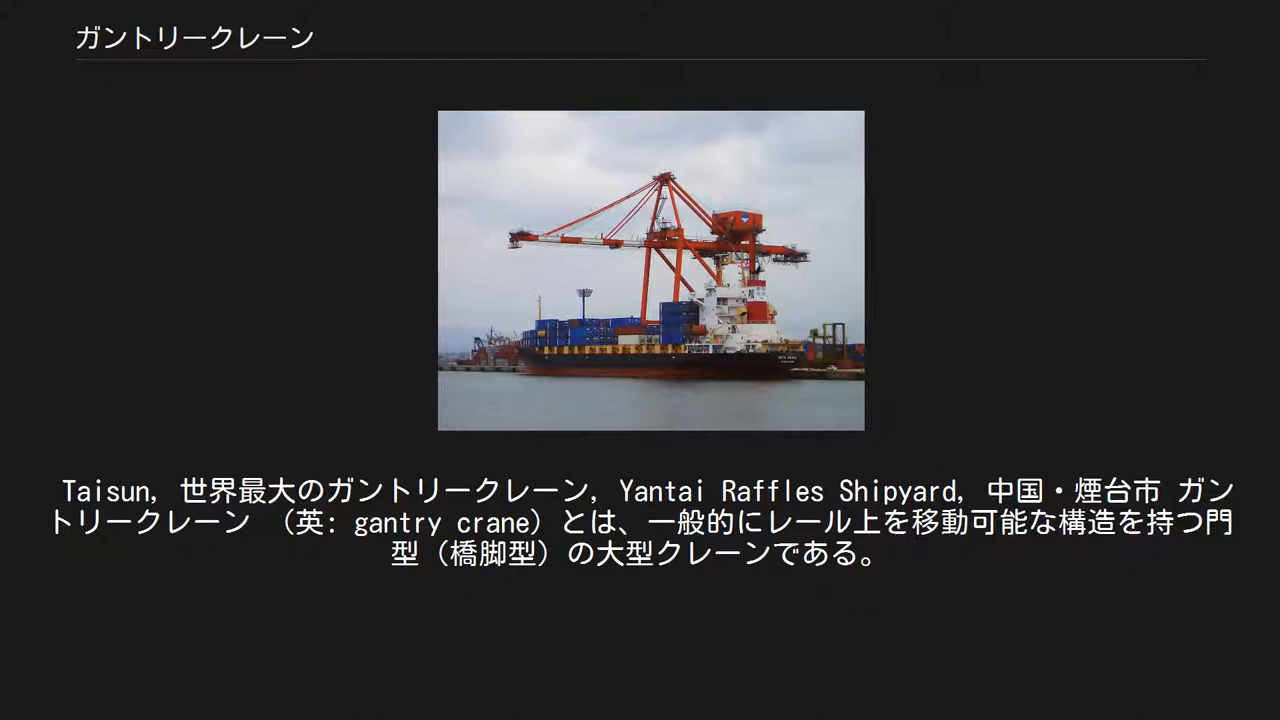 ガントリークレーン
Taisun, 世界最大のガントリークレーン, Yantai Raffles Shipyard, 中国・煙台市 ガン
トリークレーン （英: gantry crane）とは、一般的にレール上を移動可能な構造を持つ門
型（橋脚型）の大型クレーンである。